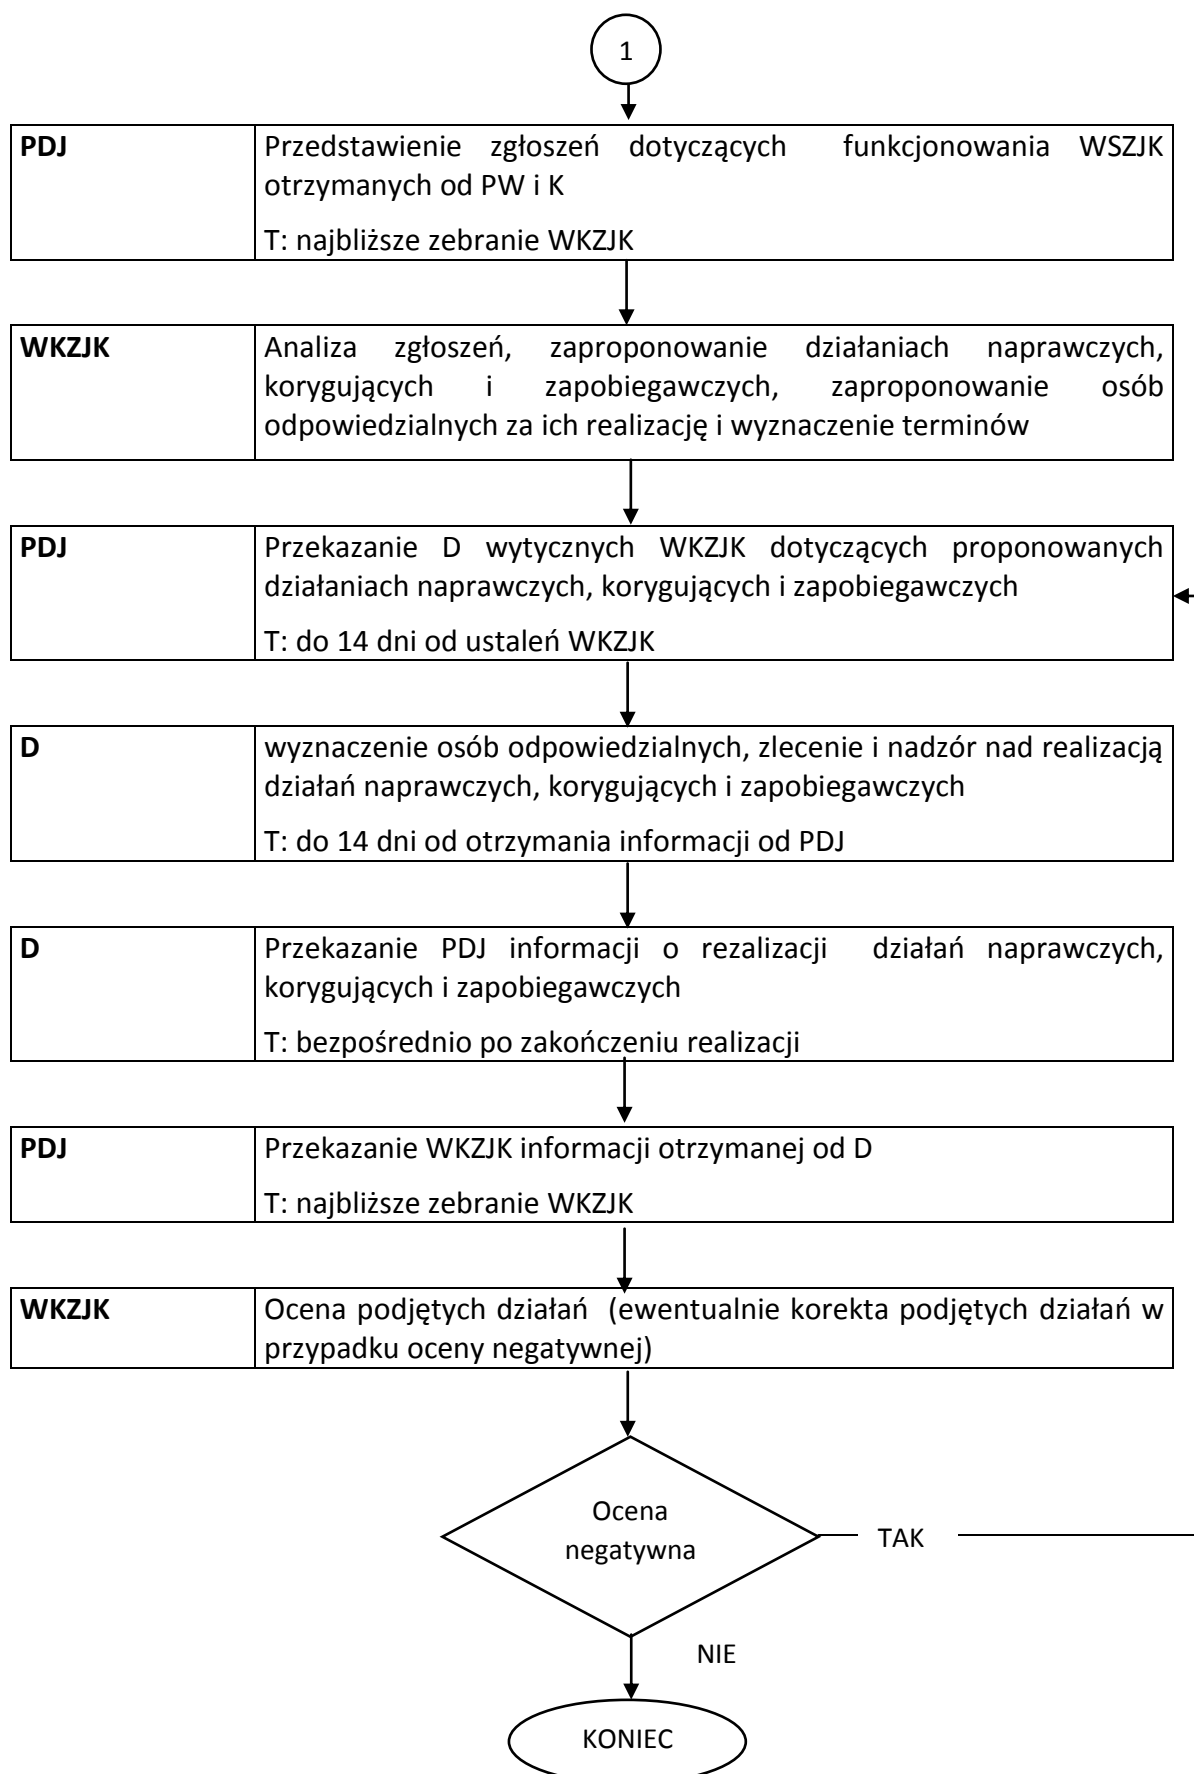 1
PDJ
Przedstawienie zgłoszeń dotyczących funkcjonowania WSZJK
otrzymanych od PW i K
T: najbliższe zebranie WKZJK
WKZJK
Analiza zgłoszeń, zaproponowanie działaniach naprawczych,
korygujących i zapobiegawczych, zaproponowanie osób
odpowiedzialnych za ich realizację i wyznaczenie terminów
PDJ
Przekazanie D wytycznych WKZJK dotyczących proponowanych
działaniach naprawczych, korygujących i zapobiegawczych
T: do 14 dni od ustaleń WKZJK
D
wyznaczenie osób odpowiedzialnych, zlecenie i nadzór nad realizacją
działań naprawczych, korygujących i zapobiegawczych
T: do 14 dni od otrzymania informacji od PDJ
D
Przekazanie PDJ informacji o rezalizacji działań naprawczych,
korygujących i zapobiegawczych
T: bezpośrednio po zakończeniu realizacji
PDJ
Przekazanie WKZJK informacji otrzymanej od D
T: najbliższe zebranie WKZJK
WKZJK
Ocena podjętych działań (ewentualnie korekta podjętych działań w
przypadku oceny negatywnej)
Ocena
negatywna
TAK
NIE
KONIEC